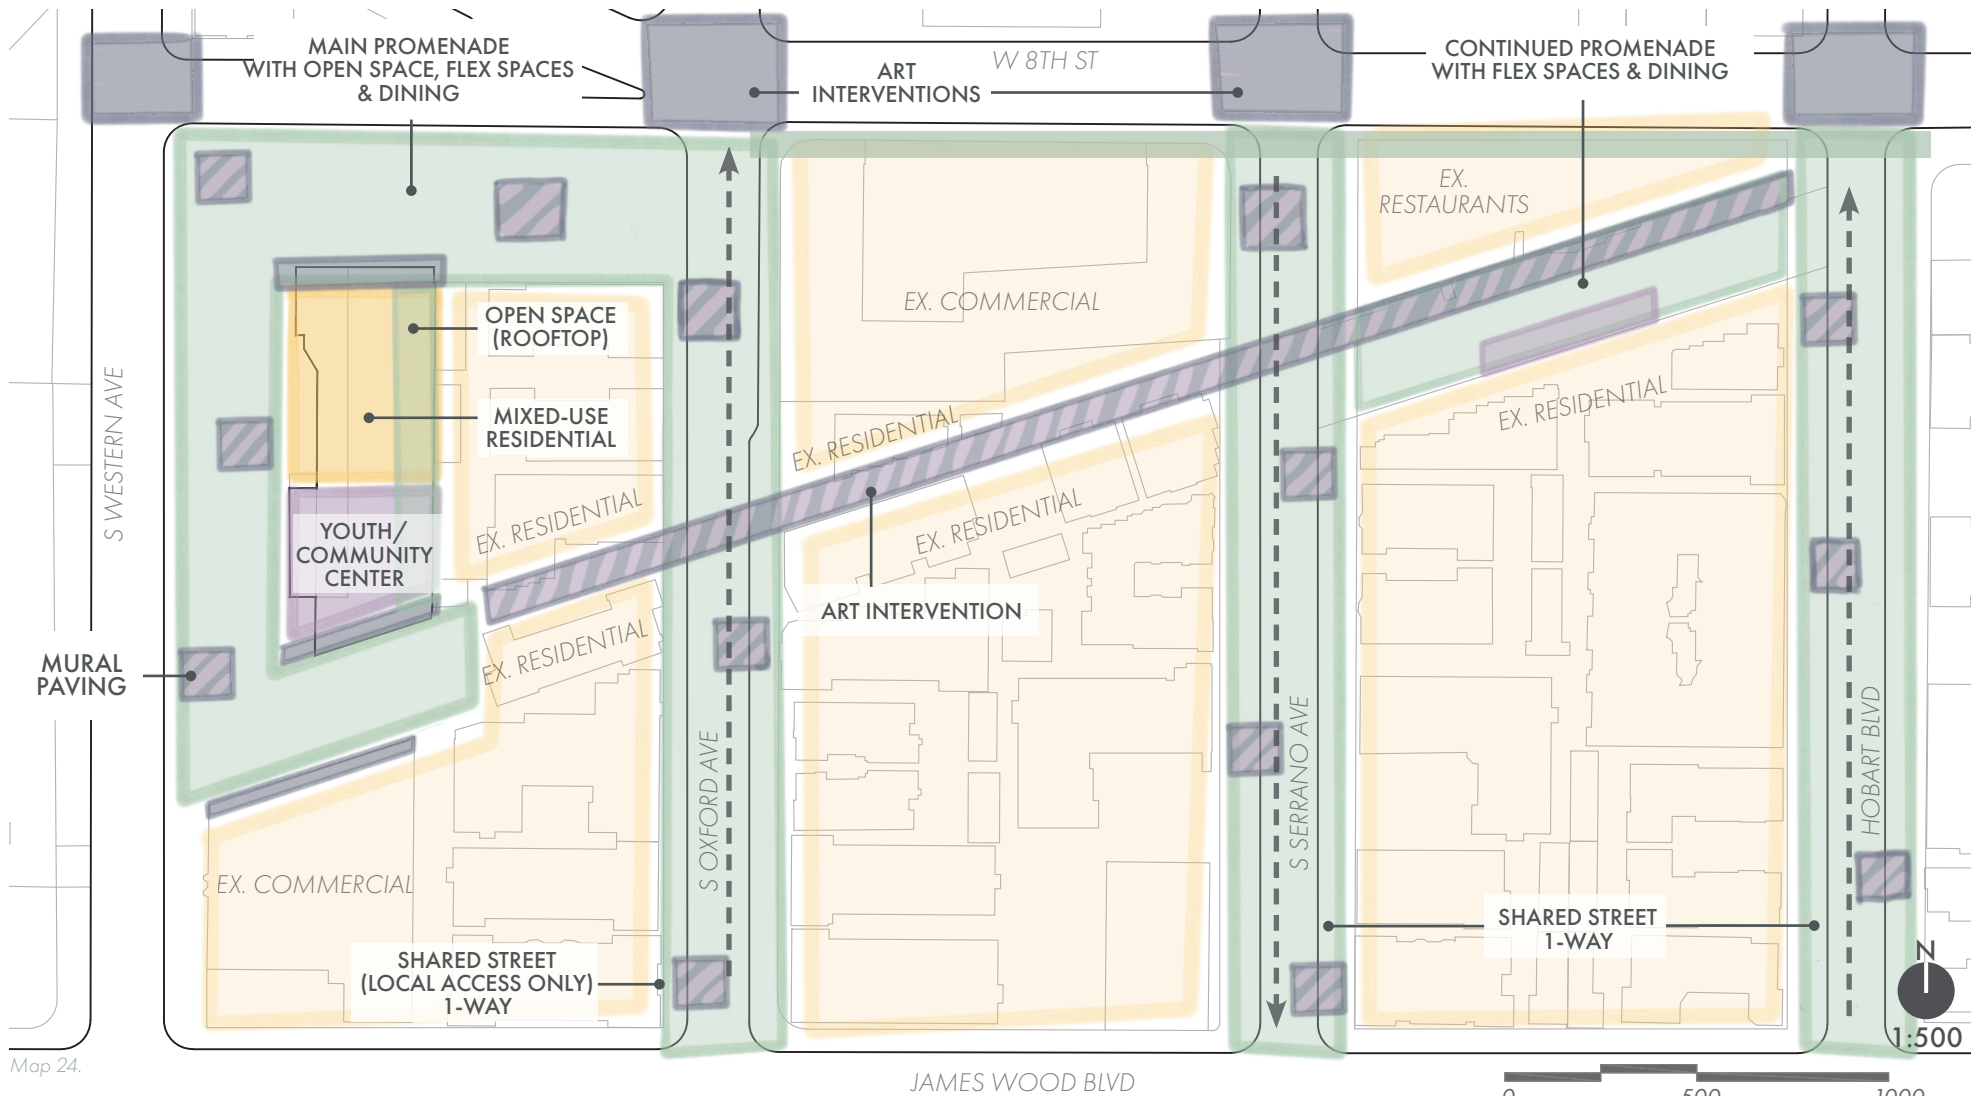 MAIN PROMENADE
WITH OPEN SPACE, FLEX SPACES
& DINING
ART
INTERVENTIONS
W 8TH ST
CONTINUED PROMENADE
WITH FLEX SPACES & DINING
EX.
RESTAURANTS
OPEN SPACE
(ROOFTOP)
EX. COMMERCIAL
MIXED-USE
RESIDENTIAL
EX. RESIDENTIAL
EX. RESIDENTIAL
S WESTERN AVE
YOUTH/
COMMUNITY
CENTER
EX. RESIDENTIAL
EX. RESIDENTIAL
ART INTERVENTION
EX. RESIDENTIAL
MURAL
PAVING
S OXFORD AVE
S SERRANO AVE
HOBART BLVD
EX. COMMERCIAL
SHARED STREET
(LOCAL ACCESS ONLY)
1-WAY
SHARED STREET
1-WAY
N
1:500
Map 24.
JAMES WOOD BLVD
0 500 1000